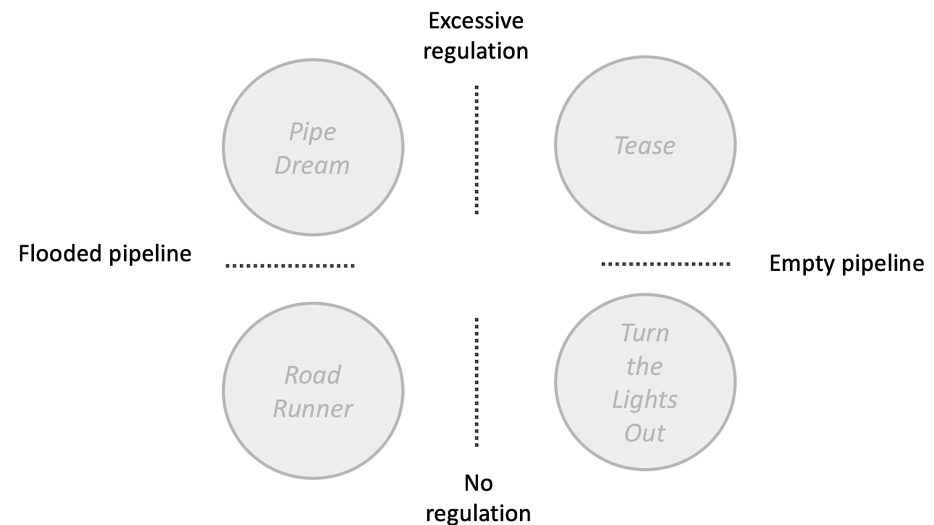 Excessive
regulation
Pipe
Dream
Tease
Flooded pipeline
Empty pipeline
Road
Runner
Turn
the
Lights
Out
No
regulation